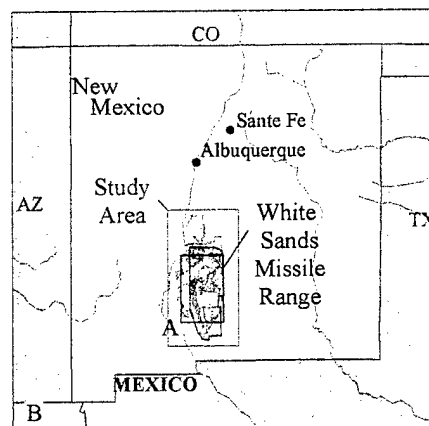 CO
New
Mexico
Sante Fe
Albuquerque
Study
Area
AZ
White
Sands
Missile
Range
TX
A
MEXICO
B